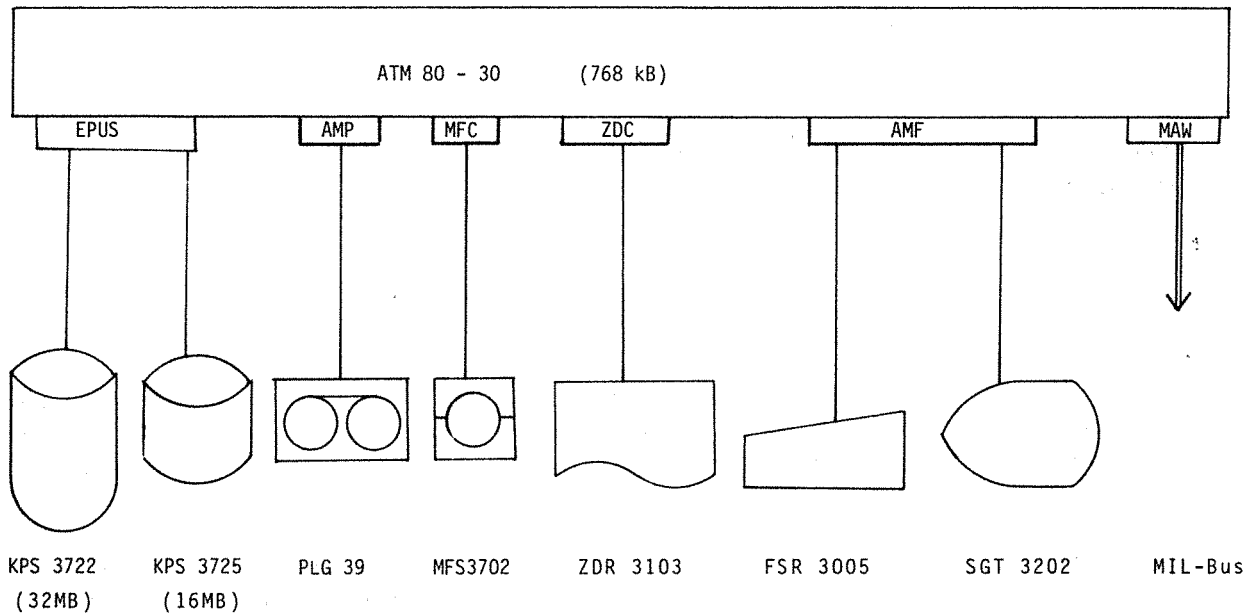 ATM 80 - 30 (768 kB)
EPUS AMP MFC ZDC AMF MAW
KPS 3722 KPS 3725 PLG 39 MFS3702 ZDR 3103 FSR 3005 SGT 3202 MIL-Bus
(32MB) (16MB)